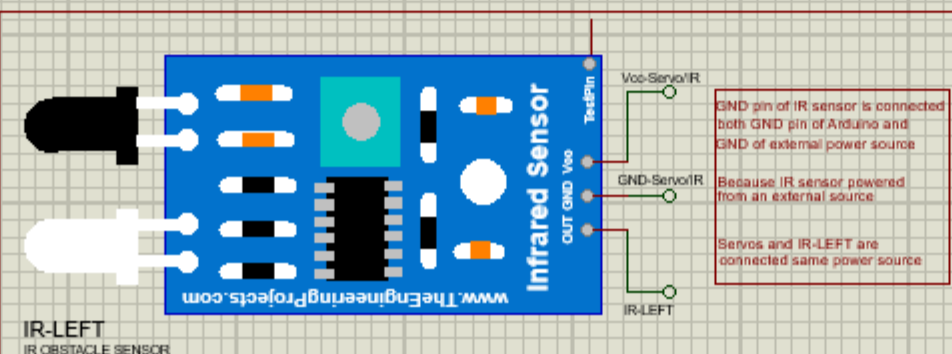 Vcc-Servo/IR
TestPin
GND pin of IR sensor is connected
both GND pin of Arduino and
GND of external power source
Infrared Sensor
Vcc
GND
OUT
GND-Servo/IR
Because IR sensor powered
from an external source
Servos and IR-LEFT are
connected same power source
www.TheEngineeringProjects.com
IR-LEFT
IR-LEFT
IR OBSTACLE SENSOR